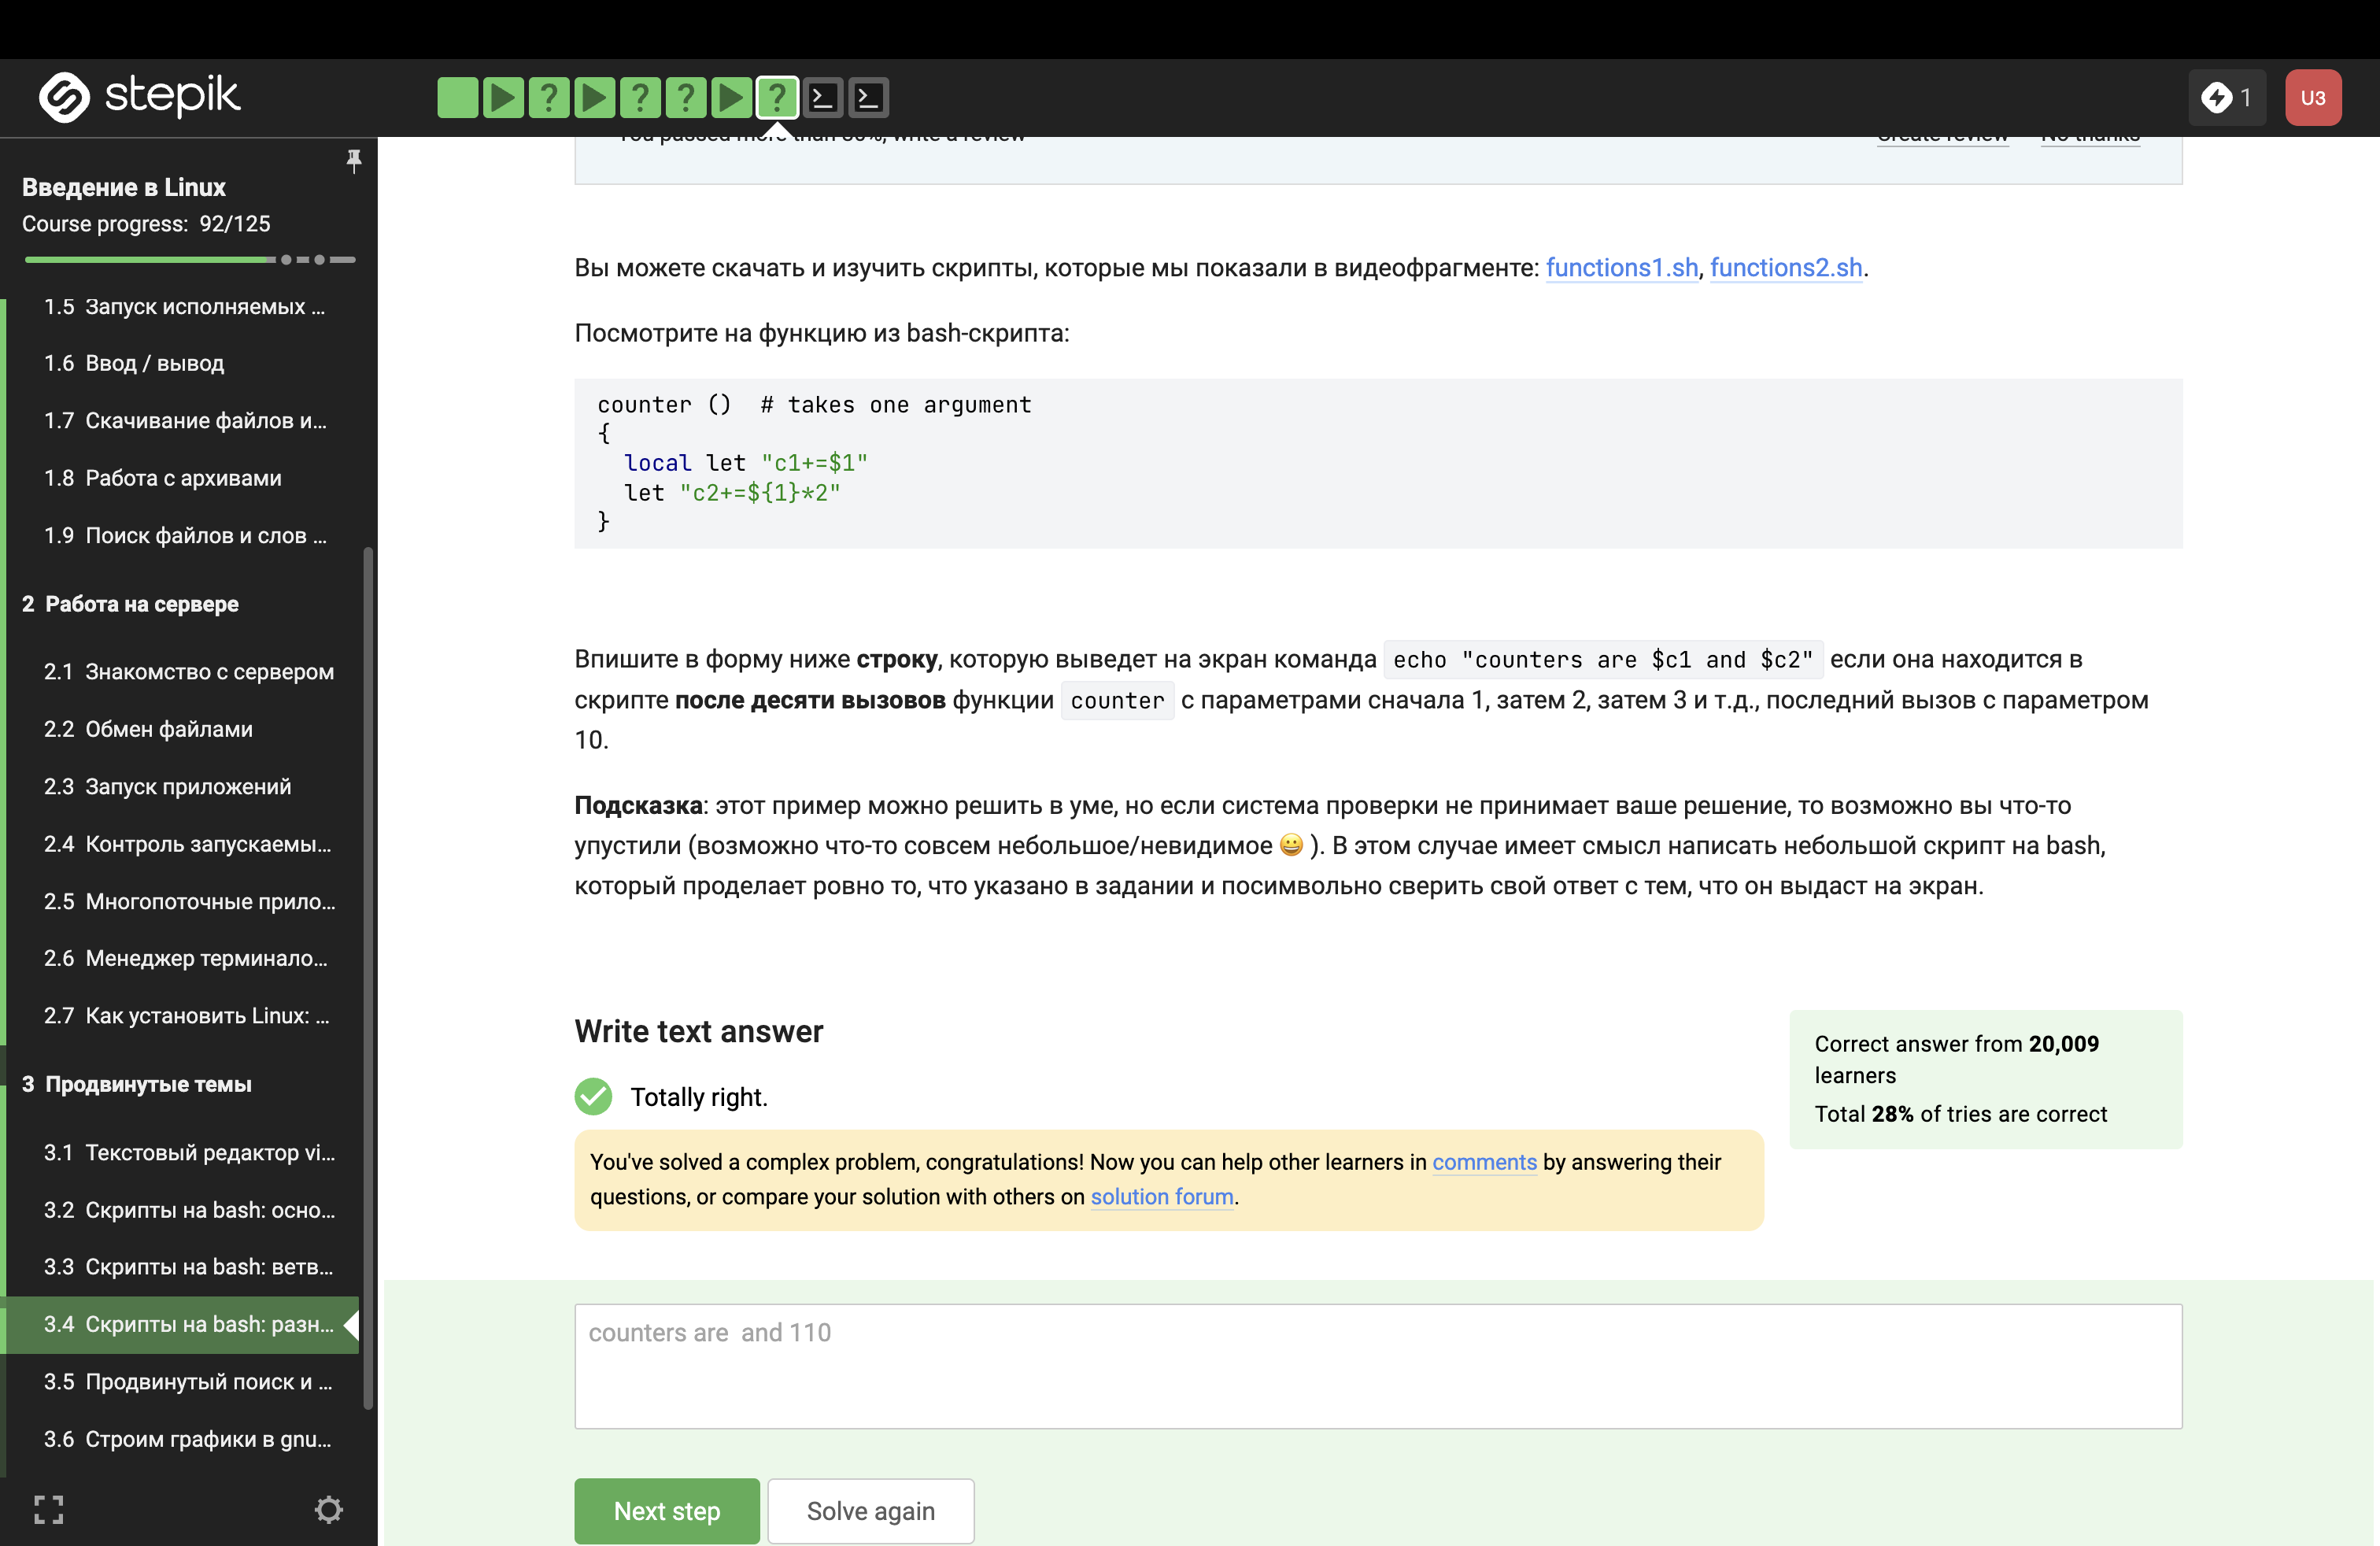 stepik
1
U3
You passed more than 80%, write a review
Create review
No thanks
Введение в Linux
Course progress: 92/125
1.5 Запуск исполняемых ...
1.6 Ввод / вывод
1.7 Скачивание файлов и...
1.8 Работа с архивами
1.9 Поиск файлов и слов ...
2 Работа на сервере
2.1 Знакомство с сервером
2.2 Обмен файлами
2.3 Запуск приложений
2.4 Контроль запускаемы...
2.5 Многопоточные прило...
2.6 Менеджер терминало...
2.7 Как установить Linux: ...
3 Продвинутые темы
3.1 Текстовый редактор vi...
3.2 Скрипты на bash: осно...
3.3 Скрипты на bash: ветв...
3.4 Скрипты на bash: разн...
3.5 Продвинутый поиск и ...
3.6 Строим графики в gnu...
Вы можете скачать и изучить скрипты, которые мы показали в видеофрагменте: functions1.sh, functions2.sh.
Посмотрите на функцию из bash-скрипта:
counter () # takes one argument
{
local let "c1+=$1"
let "c2+=${1}*2"
}
Впишите в форму ниже строку, которую выведет на экран команда echo "counters are $c1 and $c2" если она находится в
скрипте после десяти вызовов функции counter с параметрами сначала 1, затем 2, затем 3 и т.д., последний вызов с параметром
10.
Подсказка: этот пример можно решить в уме, но если система проверки не принимает ваше решение, то возможно вы что-то
упустили (возможно что-то совсем небольшое/невидимое 😀 ). В этом случае имеет смысл написать небольшой скрипт на bash,
который проделает ровно то, что указано в задании и посимвольно сверить свой ответ с тем, что он выдаст на экран.
Write text answer
Totally right.
You've solved a complex problem, congratulations! Now you can help other learners in comments by answering their
questions, or compare your solution with others on solution forum.
Correct answer from 20,009
learners
Total 28% of tries are correct
counters are  and 110
Next step
Solve again